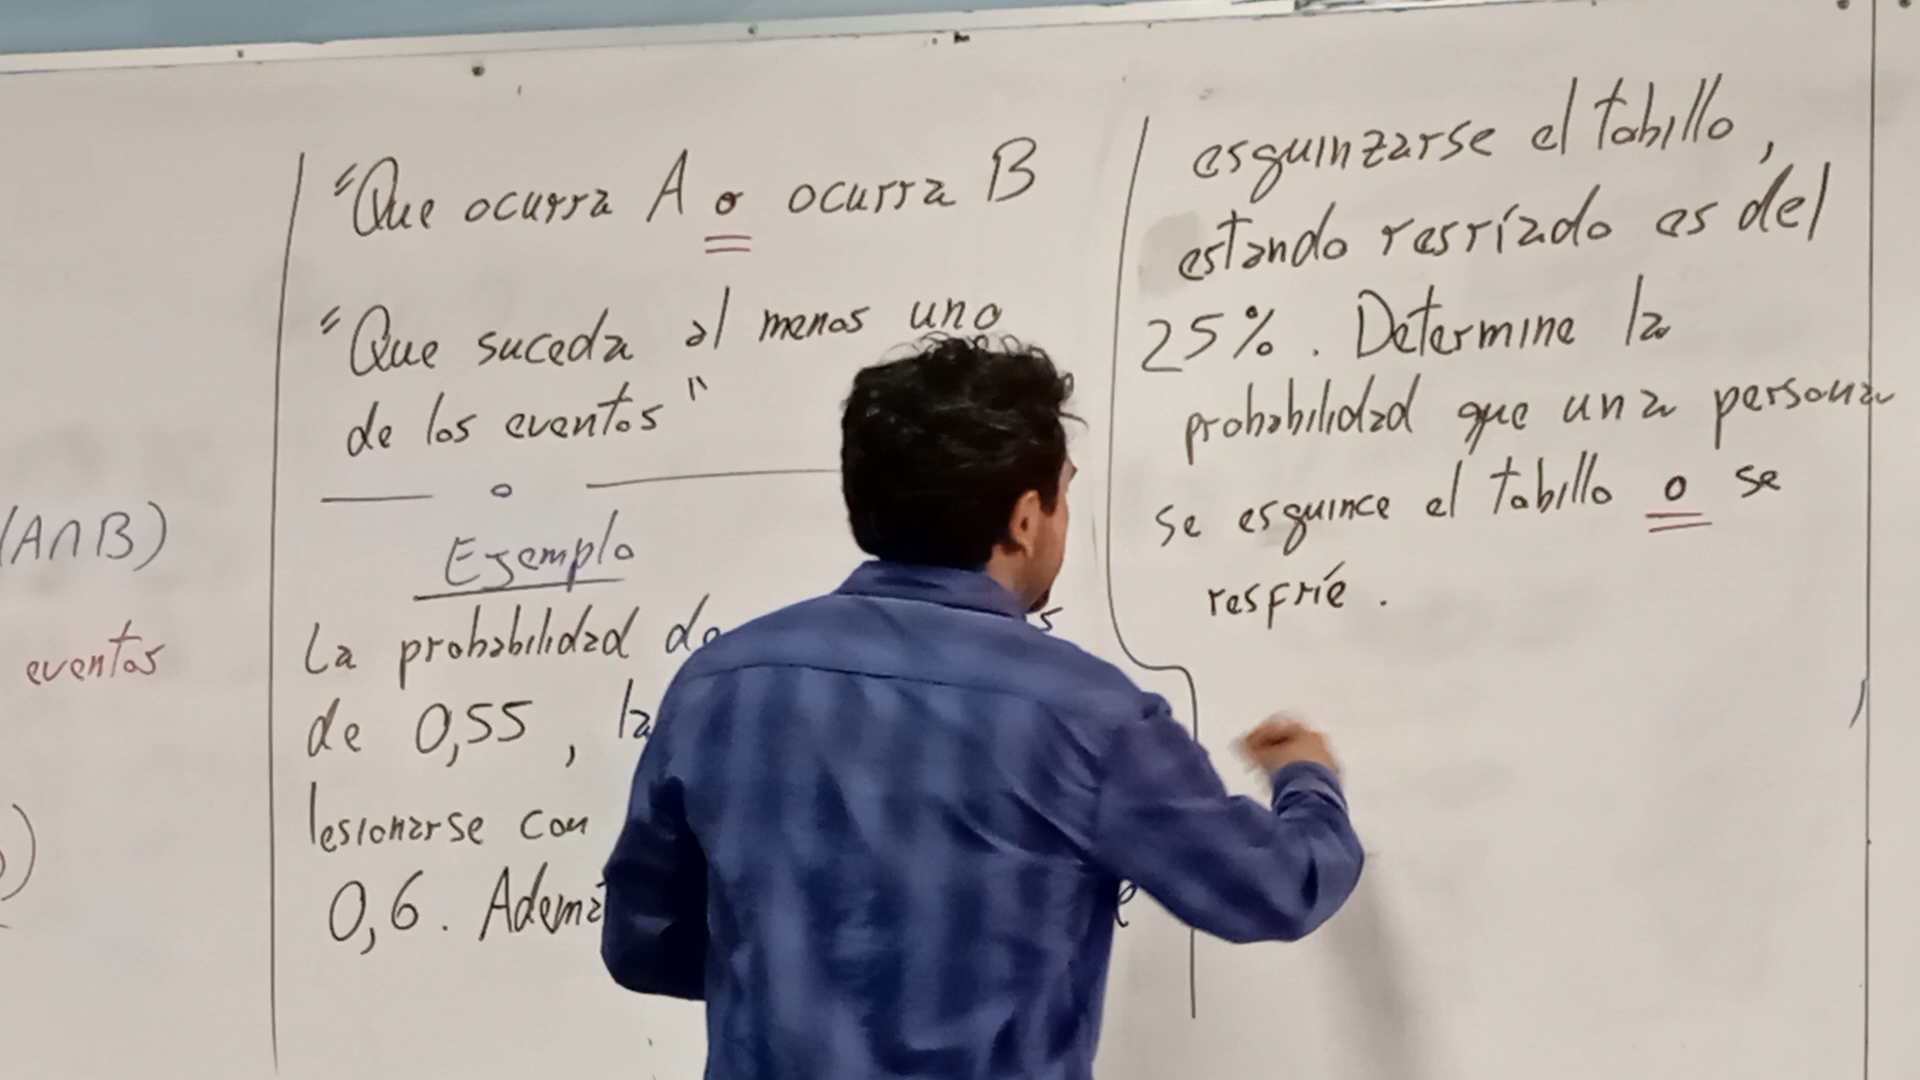 (A∩B)
eventos
)
"Que ocurra A o ocurra B
"Que suceda al menos uno
de los eventos"
Ejemplo
La probabilidad de
de 0,55, la
lesionarse con
0,6. Ademá
esguinzarse el tobillo,
estando resríado es del
25%. Determine la
probabilidad que una persona
se esguince el tobillo o se
resfríe.